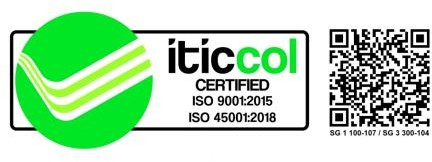 iticcol
CERTIFIED
ISO 9001:2015
ISO 45001:2018
SG 1 100-107 / SG 3 300-104